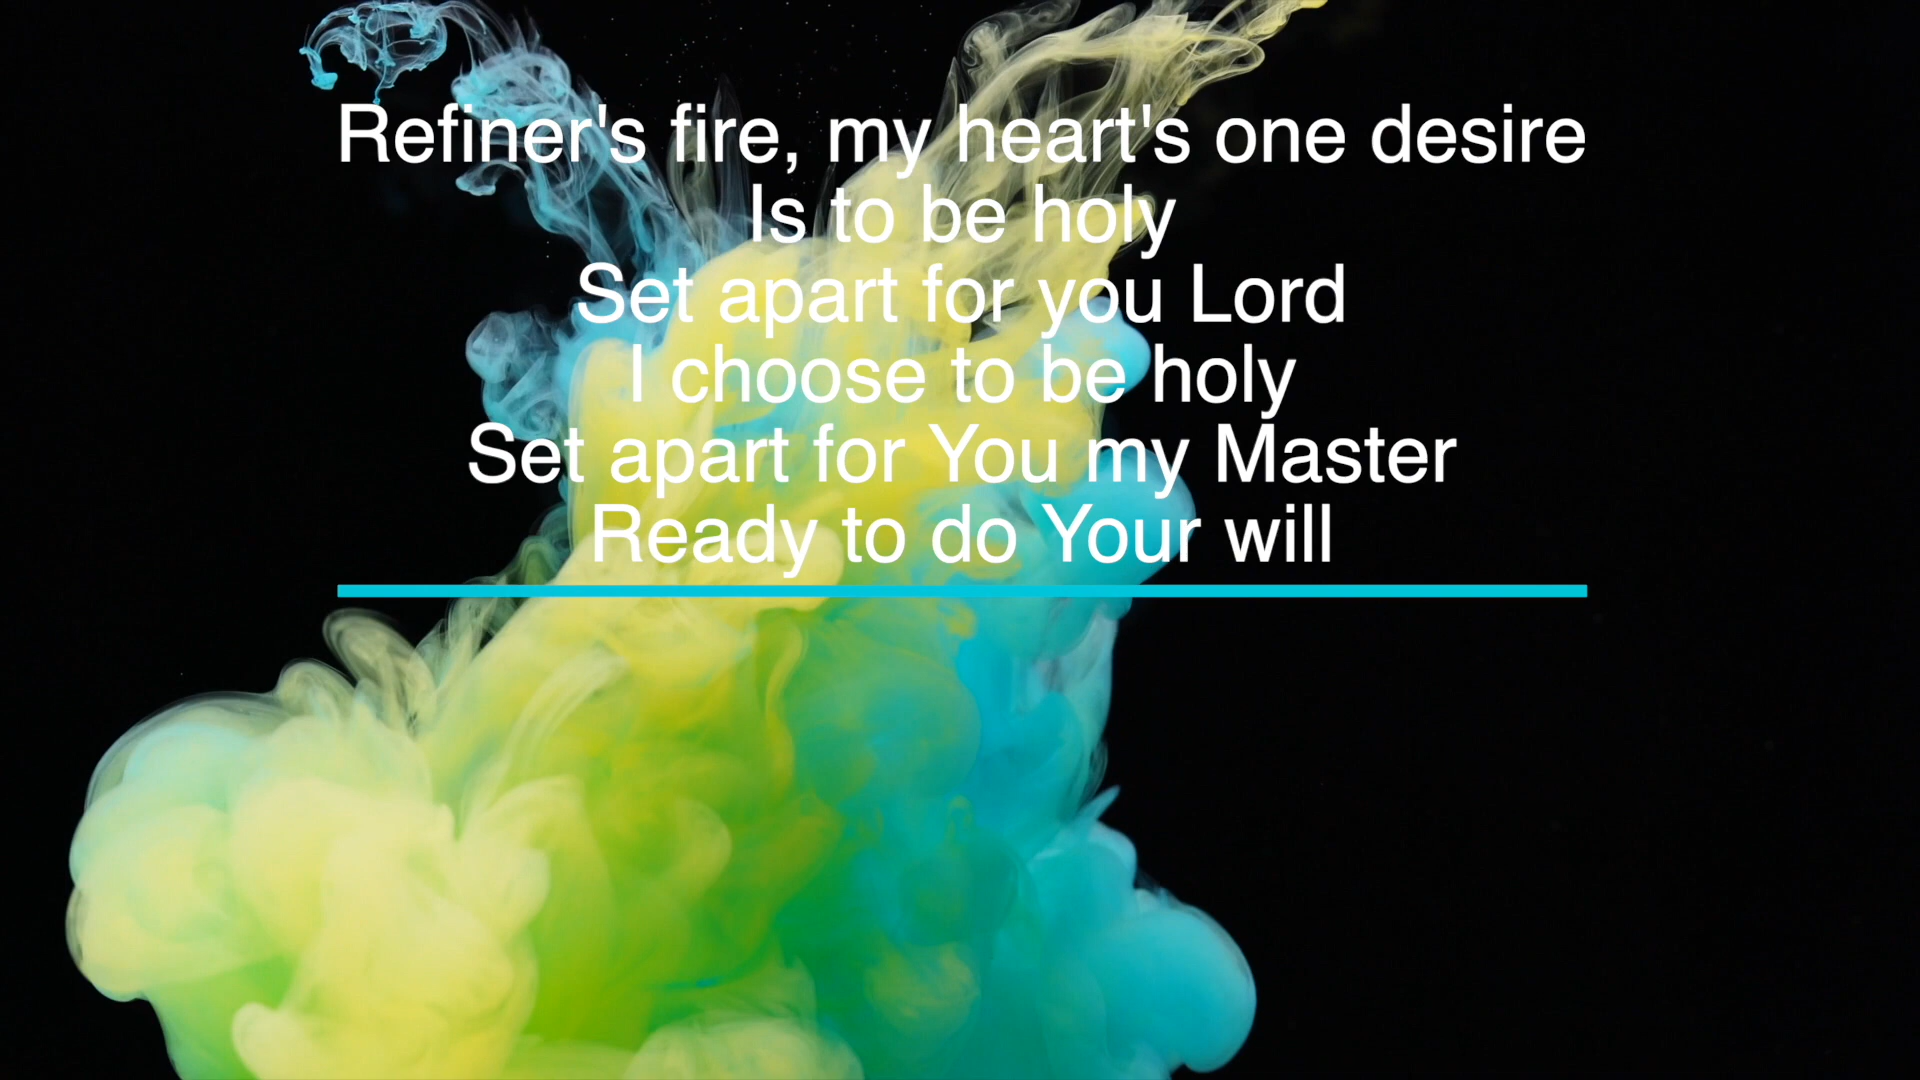 Refiner's fire, my heart's one desire
Is to be holy
Set apart for you Lord
I choose to be holy
Set apart for You my Master
Ready to do Your will